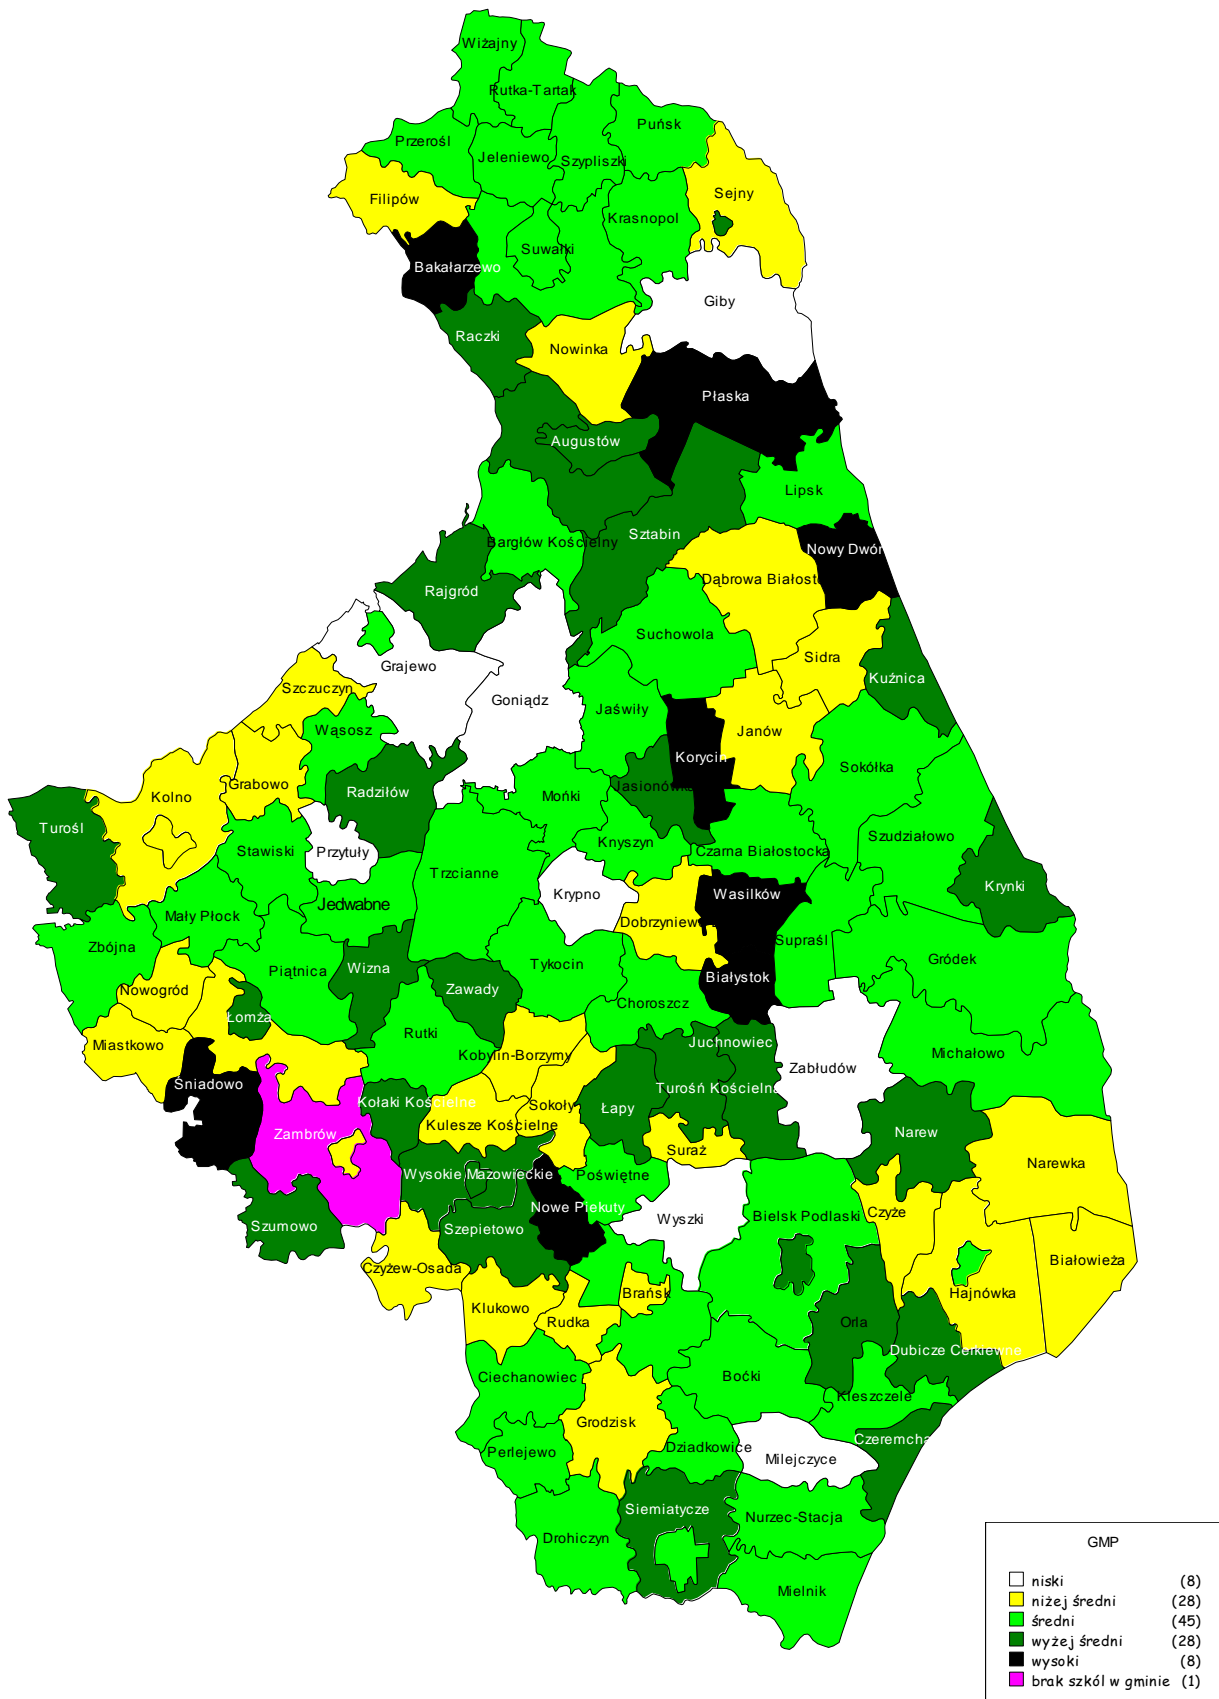 Wiżajny
Rutka-Tartak
Puńsk
Przerośl
Jeleniewo
Szypliszki
Filipów
Sejny
Krasnopol
Suwałki
Bakałarzewo
Giby
Raczki
Nowinka
Płaska
Augustów
Lipsk
Sztabin
Bargłów Kościelny
Nowy Dwór
Dąbrowa Białost
Rajgród
Suchowola
Sidra
Grajewo
Kuźnica
Szczuczyn
Goniądz
Jaświły
Wąsosz
Janów
Korycin
Sokółka
Grabowo
Jasionówka
Kolno
Radziłów
Mońki
Turośl
Szudziałowo
Knyszyn
Stawiski
Przytuły
Czarna Białostocka
Trzcianne
Krynki
Krypno
Wasilków
Jedwabne
Mały Płock
Dobrzyniew
Zbójna
Supraśl
Piątnica
Wizna
Tykocin
Gródek
Białystok
Nowogród
Zawady
Choroszcz
Łomża
Rutki
Miastkowo
Juchnowiec
Michałowo
Kobylin-Borzymy
Zabłudów
Śniadowo
Turośń Kościelna
Kołaki Kościelne
Sokoły
Łapy
Kulesze Kościelne
Zambrów
Narew
Suraż
Narewka
Wysokie
Mazowieckie
Poświętne
Nowe Piekuty
Czyże
Bielsk Podlaski
Wyszki
Szumowo
Szepietowo
Białowieża
Czyżew-Osada
Brańsk
Hajnówka
Klukowo
Rudka
Orla
Dubicze Cerkiewne
Ciechanowiec
Boćki
Kleszczele
Grodzisk
Czeremcha
Dziadkowice
Perlejewo
Milejczyce
Siemiatycze
Nurzec-Stacja
Drohiczyn
Mielnik
GMP
niski (8)
niżej średni (28)
średni (45)
wyżej średni (28)
wysoki (8)
brak szkól w gminie (1)